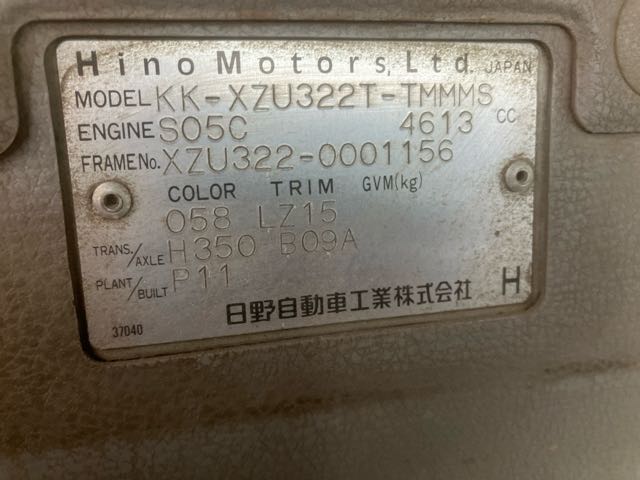 Hino Motors, Ltd. JAPAN
MODEL KK-XZU322T-TMMMS
ENGINE S05C 4613 CC
FRAME No. XZU322-0001156
COLOR TRIM GVM(kg)
058 LZ15
TRANS./AXLE H350 B09A
PLANT/BUILT P11
日野自動車工業株式会社 H
37040